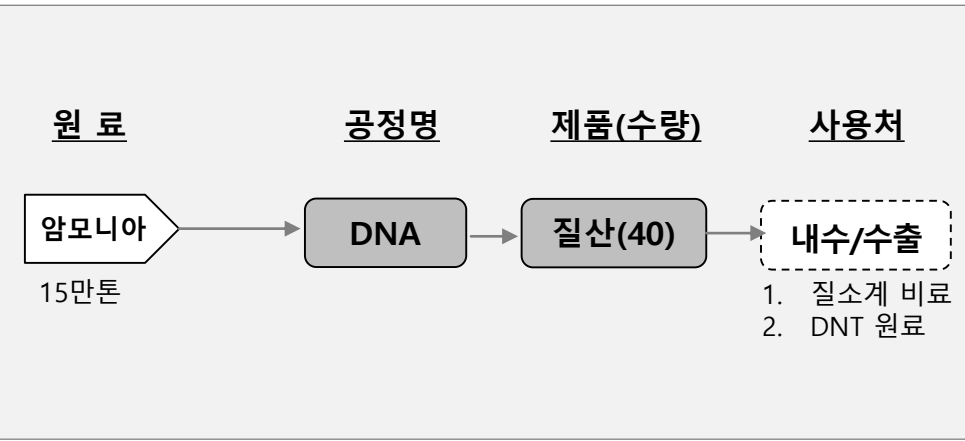 원 료 공정명 제품(수량) 사용처
암모니아 DNA 질산(40) 내수/수출
15만톤
1. 질소계 비료
2. DNT 원료